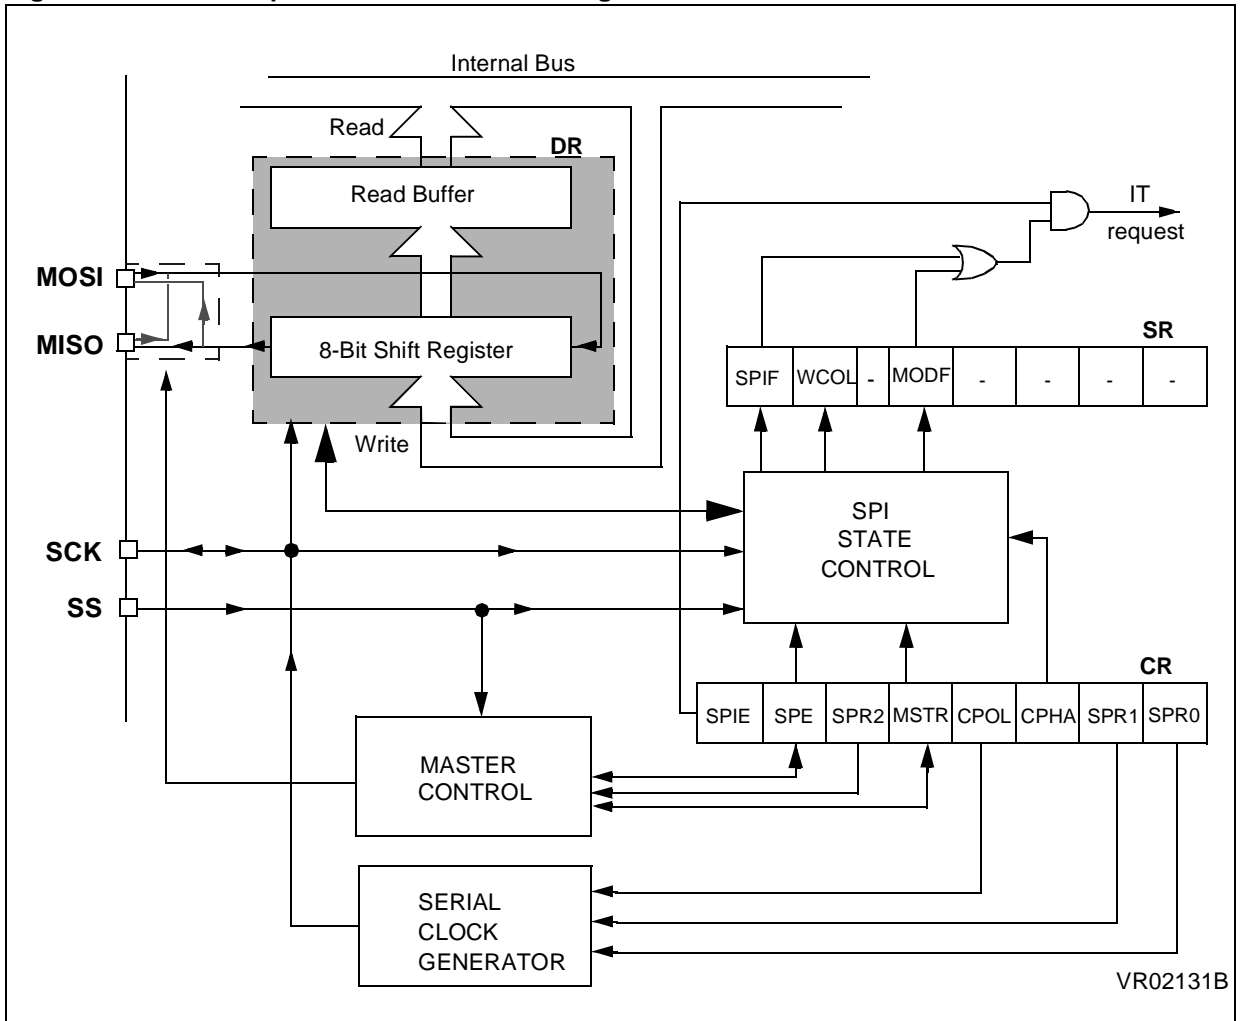 Internal Bus
Read
DR
Read Buffer
IT
request
MOSI
MISO
8-Bit Shift Register
SR
SPIF WCOL - MODF - - - -
Write
SPI
STATE
CONTROL
SCK
SS
CR
SPIE SPE SPR2 MSTR CPOL CPHA SPR1 SPR0
MASTER
CONTROL
SERIAL
CLOCK
GENERATOR
VR02131B